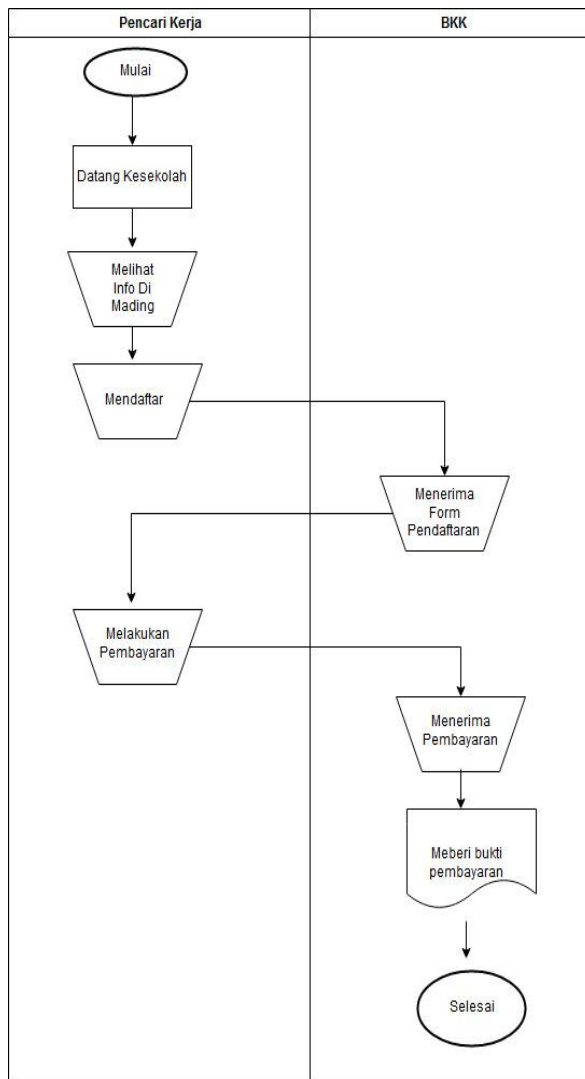 Pencari Kerja
BKK
Mulai
Datang Kesekolah
Melihat
Info Di
Mading
Mendaftar
Menerima
Form
Pendaftaran
Melakukan
Pembayaran
Menerima
Pembayaran
Meberi bukti
pembayaran
Selesai